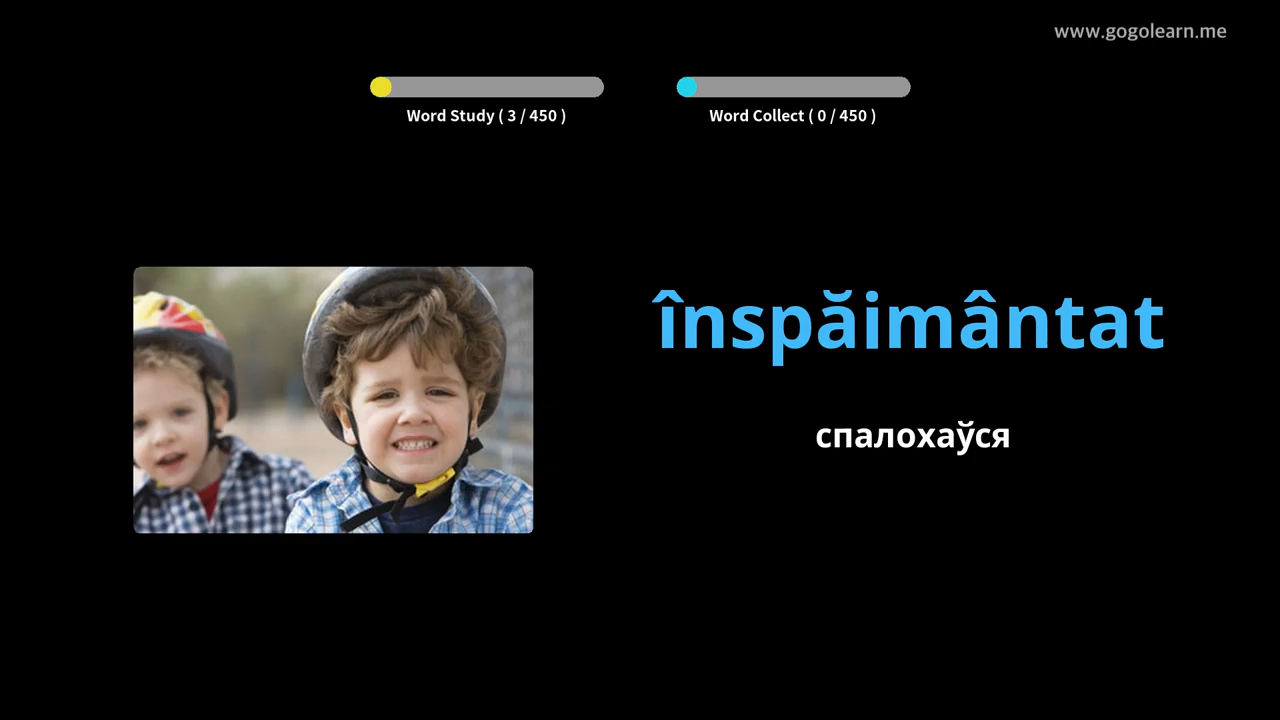 www.gogolearn.me
Word Study ( 3 / 450 )
Word Collect ( 0 / 450 )
înspăimântat
спалохаўся